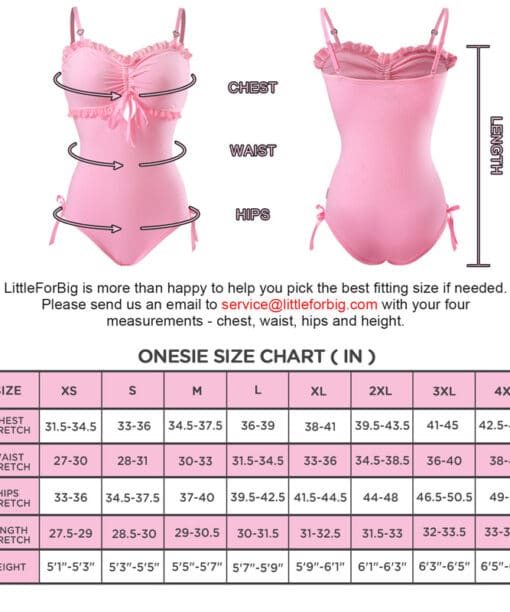 CHEST
WAIST
HIPS
LENGTH
LittleForBig is more than happy to help you pick the best fitting size if needed.
Please send us an email to service@littleforbig.com with your four
measurements - chest, waist, hips and height.
ONESIE SIZE CHART ( IN )
SIZE XS S M L XL 2XL 3XL 4X
HEST 31.5-34.5 33-36 34.5-37.5 36-39 38-41 39.5-43.5 41-45 42.5-
RETCH
AIST 27-30 28-31 30-33 31.5-34.5 33-36 34.5-38.5 36-40 38-
RETCH
HIPS 33-36 34.5-37.5 37-40 39.5-42.5 41.5-44.5 44-48 46.5-50.5 49-
RETCH
NGTH 27.5-29 28.5-30 29-30.5 30-31.5 31-32.5 31.5-33 32-33.5 33-3
RETCH
EIGHT 5'1"-5'3" 5'3"-5'5" 5'5"-5'7" 5'7"-5'9" 5'9"-6'1" 6'1"-6'3" 6'3"-6'5" 6'5"-6